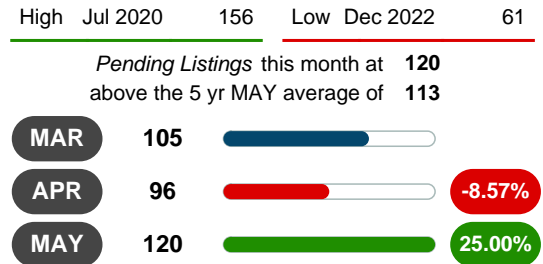 High Jul 2020 156 Low Dec 2022 61
Pending Listings this month at 120
above the 5 yr MAY average of 113
MAR 105
APR 96 -8.57%
MAY 120 25.00%